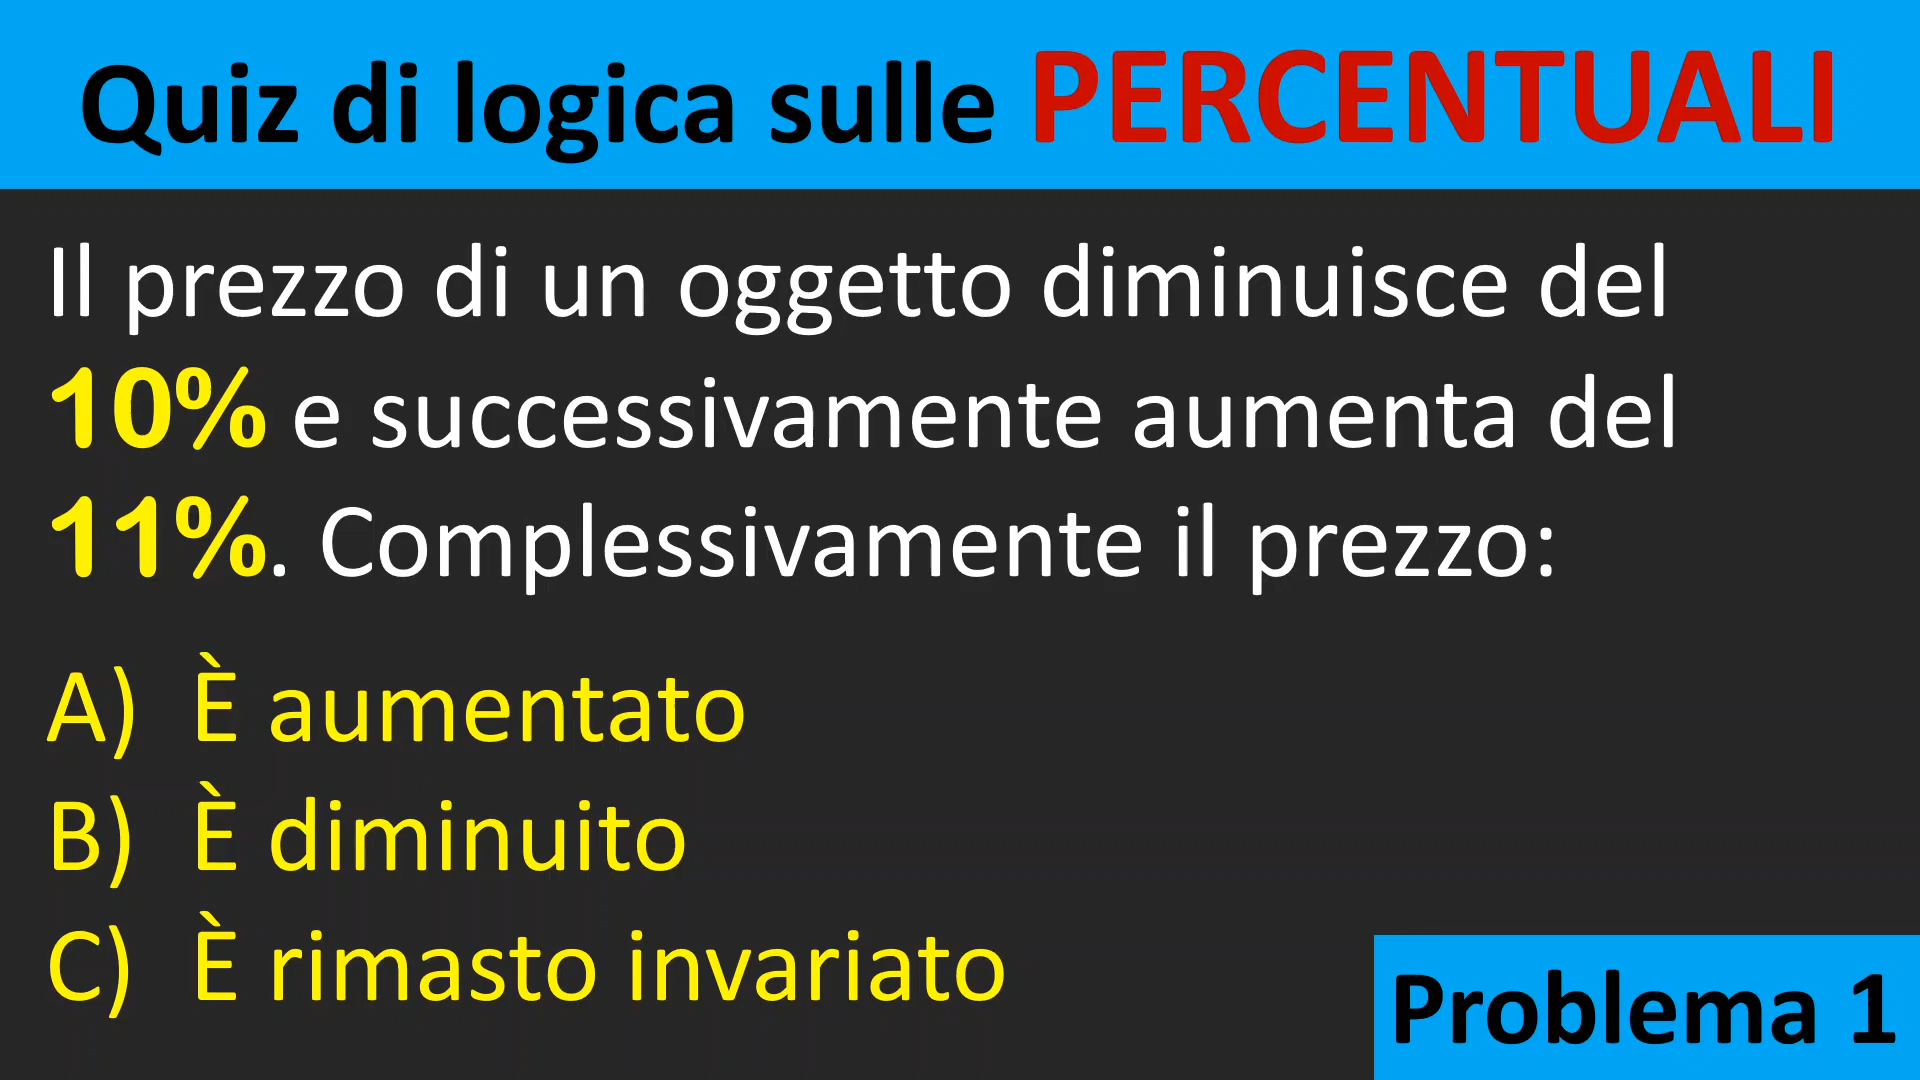 Quiz di logica sulle PERCENTUALI
Il prezzo di un oggetto diminuisce del
10% e successivamente aumenta del
11%. Complessivamente il prezzo:
A) È aumentato
B) È diminuito
C) È rimasto invariato
Problema 1